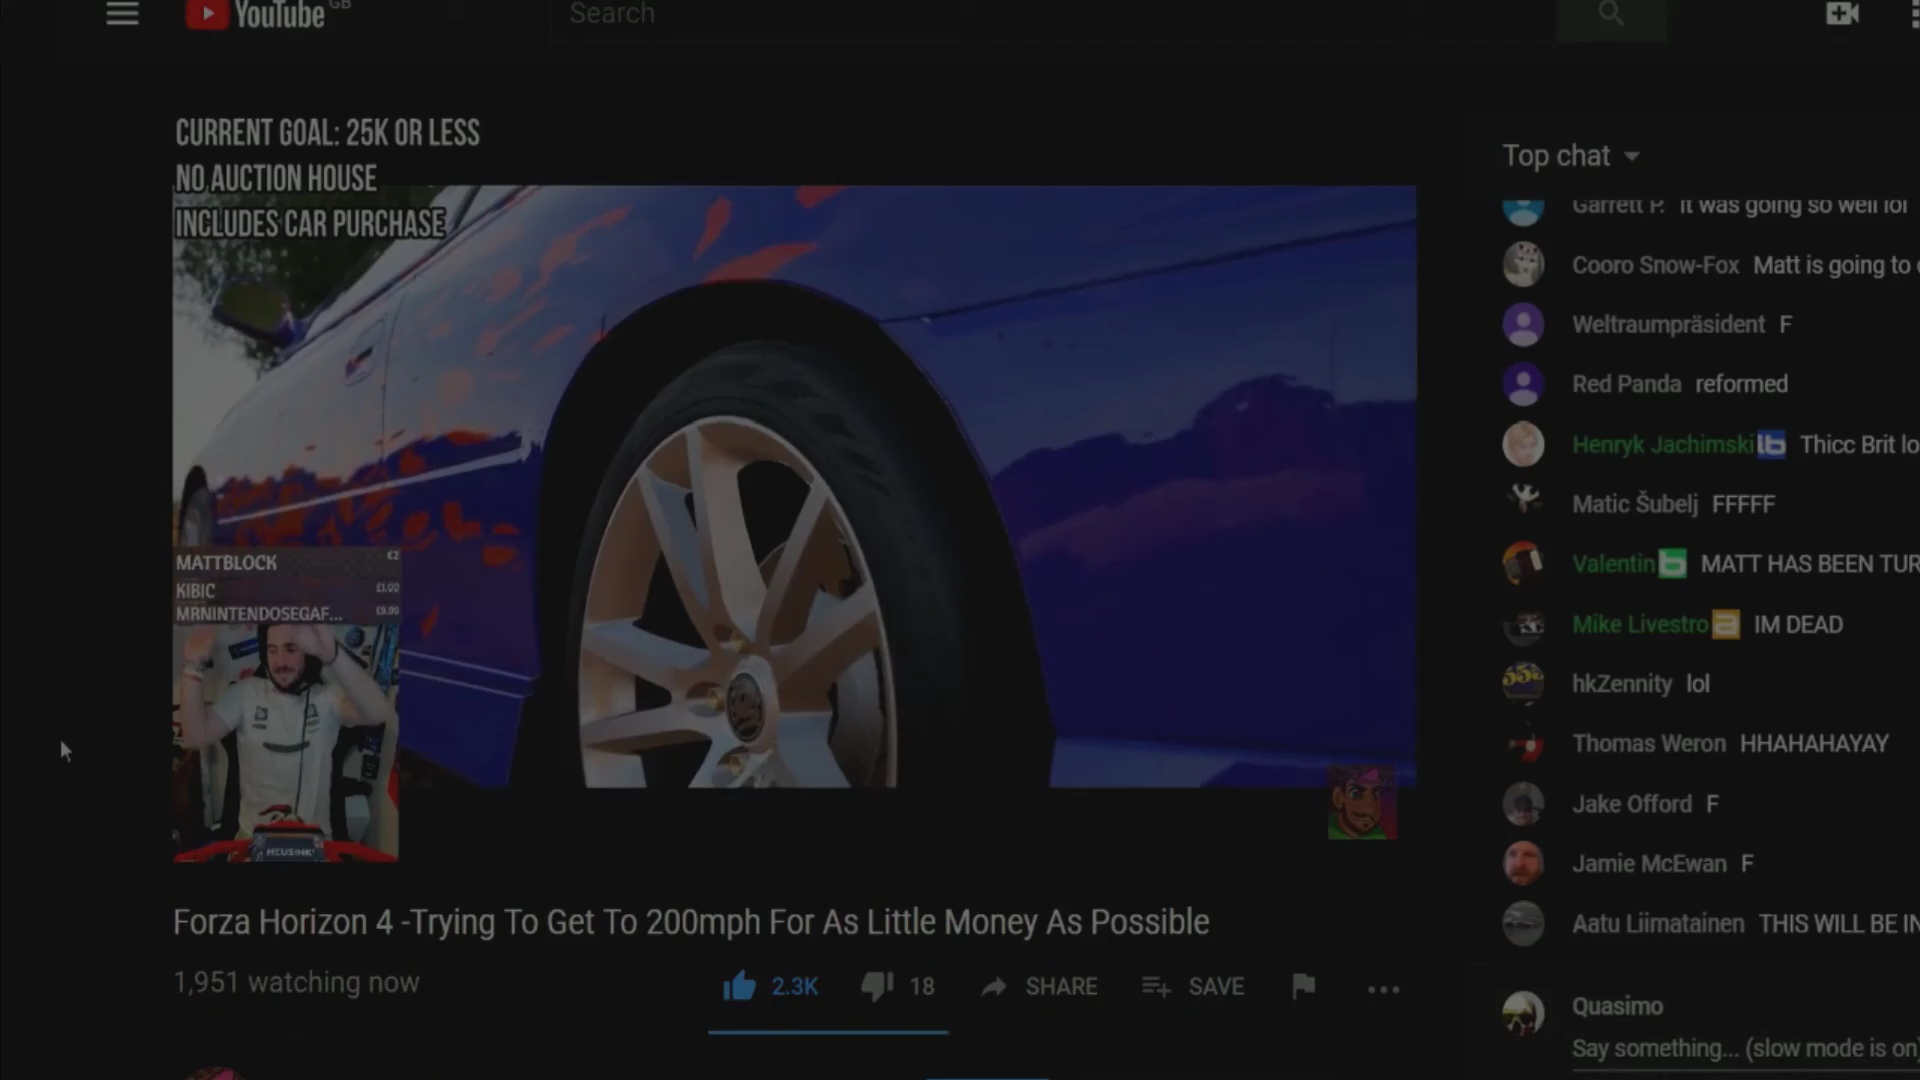 YouTube GB
Search
CURRENT GOAL: 25K OR LESS
NO AUCTION HOUSE
INCLUDES CAR PURCHASE
MATTBLOCK €2
KIBIC £1.00
MRNINTENDOSEGAF...
HEUSINK
Forza Horizon 4 -Trying To Get To 200mph For As Little Money As Possible
1,951 watching now
2.3K 18 SHARE SAVE
Top chat
Garrett P. It was going so well lol
Cooro Snow-Fox Matt is going to
Weltraumpräsident F
Red Panda reformed
Henryk Jachimski Thicc Brit lo
Matic Šubelj FFFFF
Valentin MATT HAS BEEN TUR
Mike Livestro IM DEAD
hkZennity lol
Thomas Weron HHAHAHAYAY
Jake Offord F
Jamie McEwan F
Aatu Liimatainen THIS WILL BE IN
Quasimo
Say something... (slow mode is on)